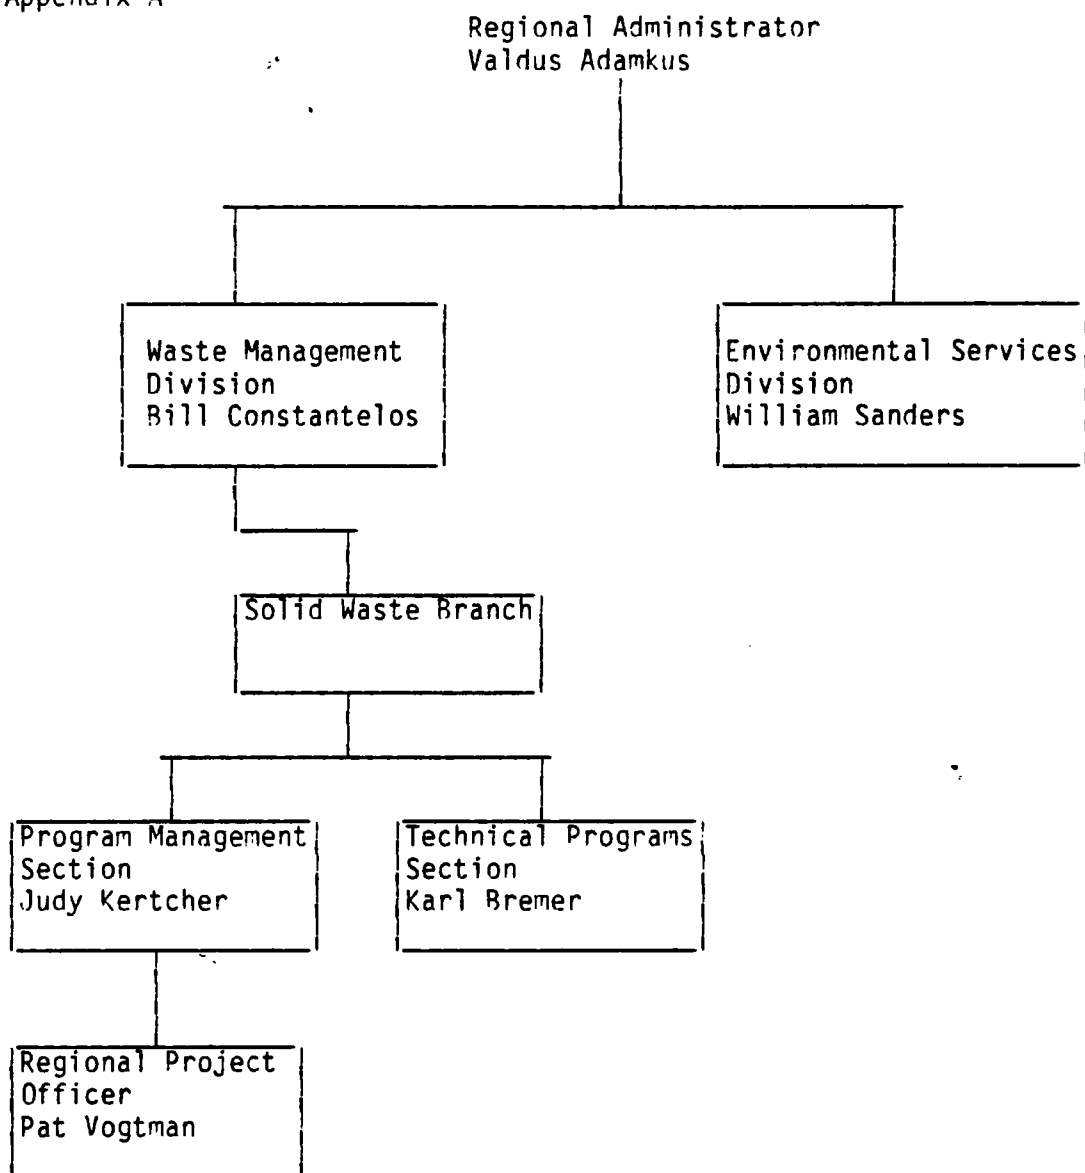 Appendix A
Regional Administrator
Valdus Adamkus
Waste Management
Division
Bill Constantelos
Environmental Services
Division
William Sanders
Solid Waste Branch
Program Management
Section
Judy Kertcher
Technical Programs
Section
Karl Bremer
Regional Project
Officer
Pat Vogtman